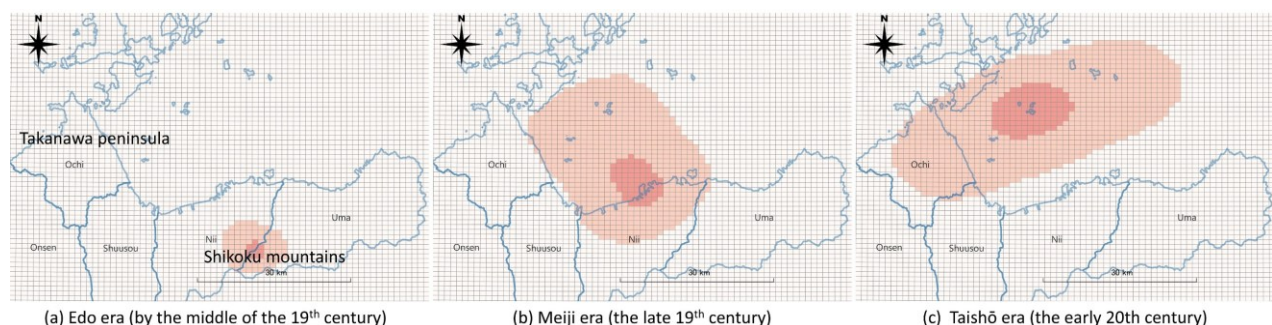 N
Takanawa peninsula
Ochi
Uma
Nii
Onsen
Shuusou
Shikoku mountains
30 km
(a) Edo era (by the middle of the 19th century)
N
Ochi
Uma
Onsen
Shuusou
Nii
30 km
(b) Meiji era (the late 19th century)
N
Ochi
Uma
Onsen
Shuusou
Nii
30 km
(c) Taishō era (the early 20th century)